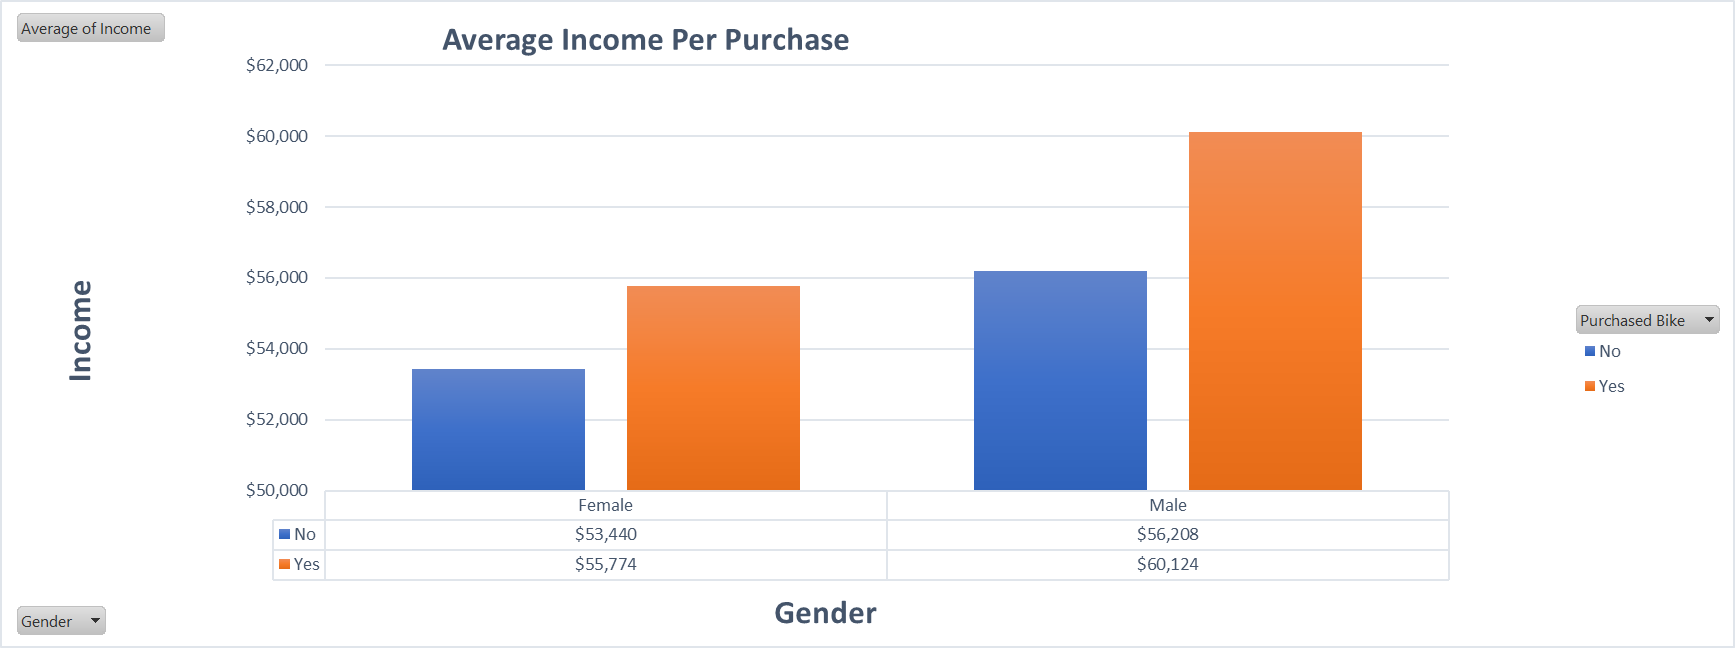 Average of Income
Average Income Per Purchase
$62,000
$60,000
$58,000
$56,000
$54,000
$52,000
$50,000
Income
Purchased Bike
No
Yes
Female Male
No $53,440 $56,208
Yes $55,774 $60,124
Gender
Gender